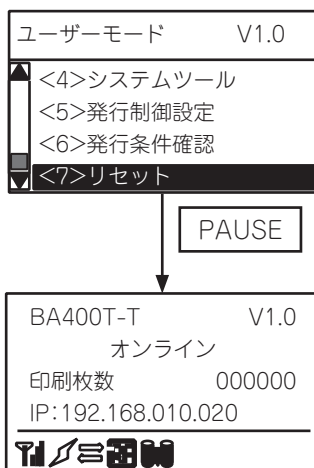 ユーザーモード V1.0
<4>システムツール
<5>発行制御設定
<6>発行条件確認
<7>リセット
PAUSE
BA400T-T V1.0
オンライン
印刷枚数 000000
IP:192.168.010.020